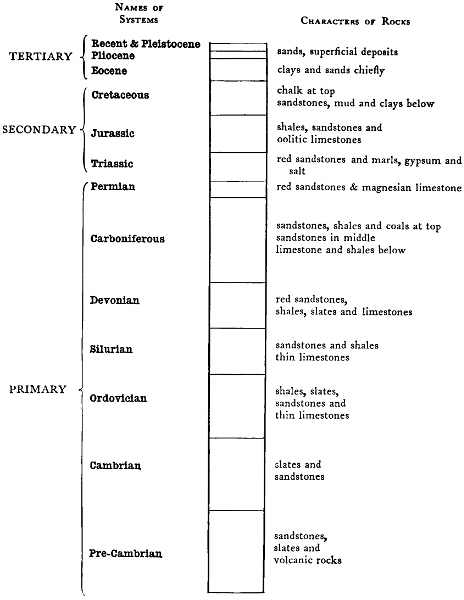 NAMES OF
SYSTEMS
CHARACTERS OF ROCKS
TERTIARY
Recent & Pleistocene
Pliocene
sands, superficial deposits
Eocene
clays and sands chiefly
SECONDARY
Cretaceous
chalk at top
sandstones, mud and clays below
Jurassic
shales, sandstones and
oolitic limestones
Triassic
red sandstones and marls, gypsum and
salt
PRIMARY
Permian
red sandstones & magnesian limestone
Carboniferous
sandstones, shales and coals at top
sandstones in middle
limestone and shales below
Devonian
red sandstones,
shales, slates and limestones
Silurian
sandstones and shales
thin limestones
Ordovician
shales, slates,
sandstones and
thin limestones
Cambrian
slates and
sandstones
Pre-Cambrian
sandstones,
slates and
volcanic rocks